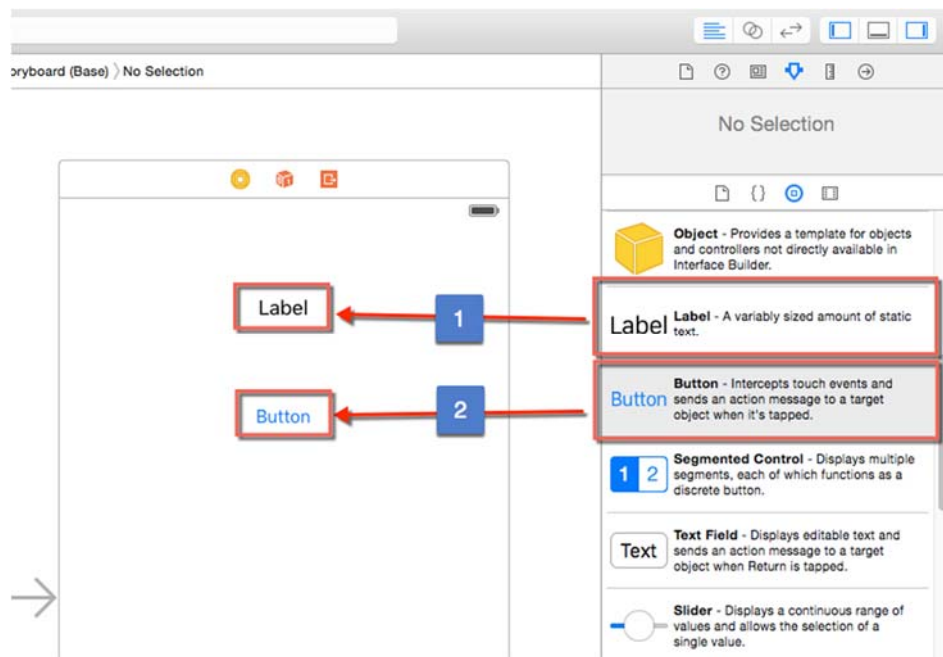 oryboard (Base) 〉No Selection
No Selection
{}
Object - Provides a template for objects
and controllers not directly available in
Interface Builder.
Label
1
Label
Label - A variably sized amount of static
text.
Button
2
Button
Button - Intercepts touch events and
sends an action message to a target
object when it's tapped.
1 2
Segmented Control - Displays multiple
segments, each of which functions as a
discrete button.
Text
Text Field - Displays editable text and
sends an action message to a target
object when Return is tapped.
Slider - Displays a continuous range of
values and allows the selection of a
single value.